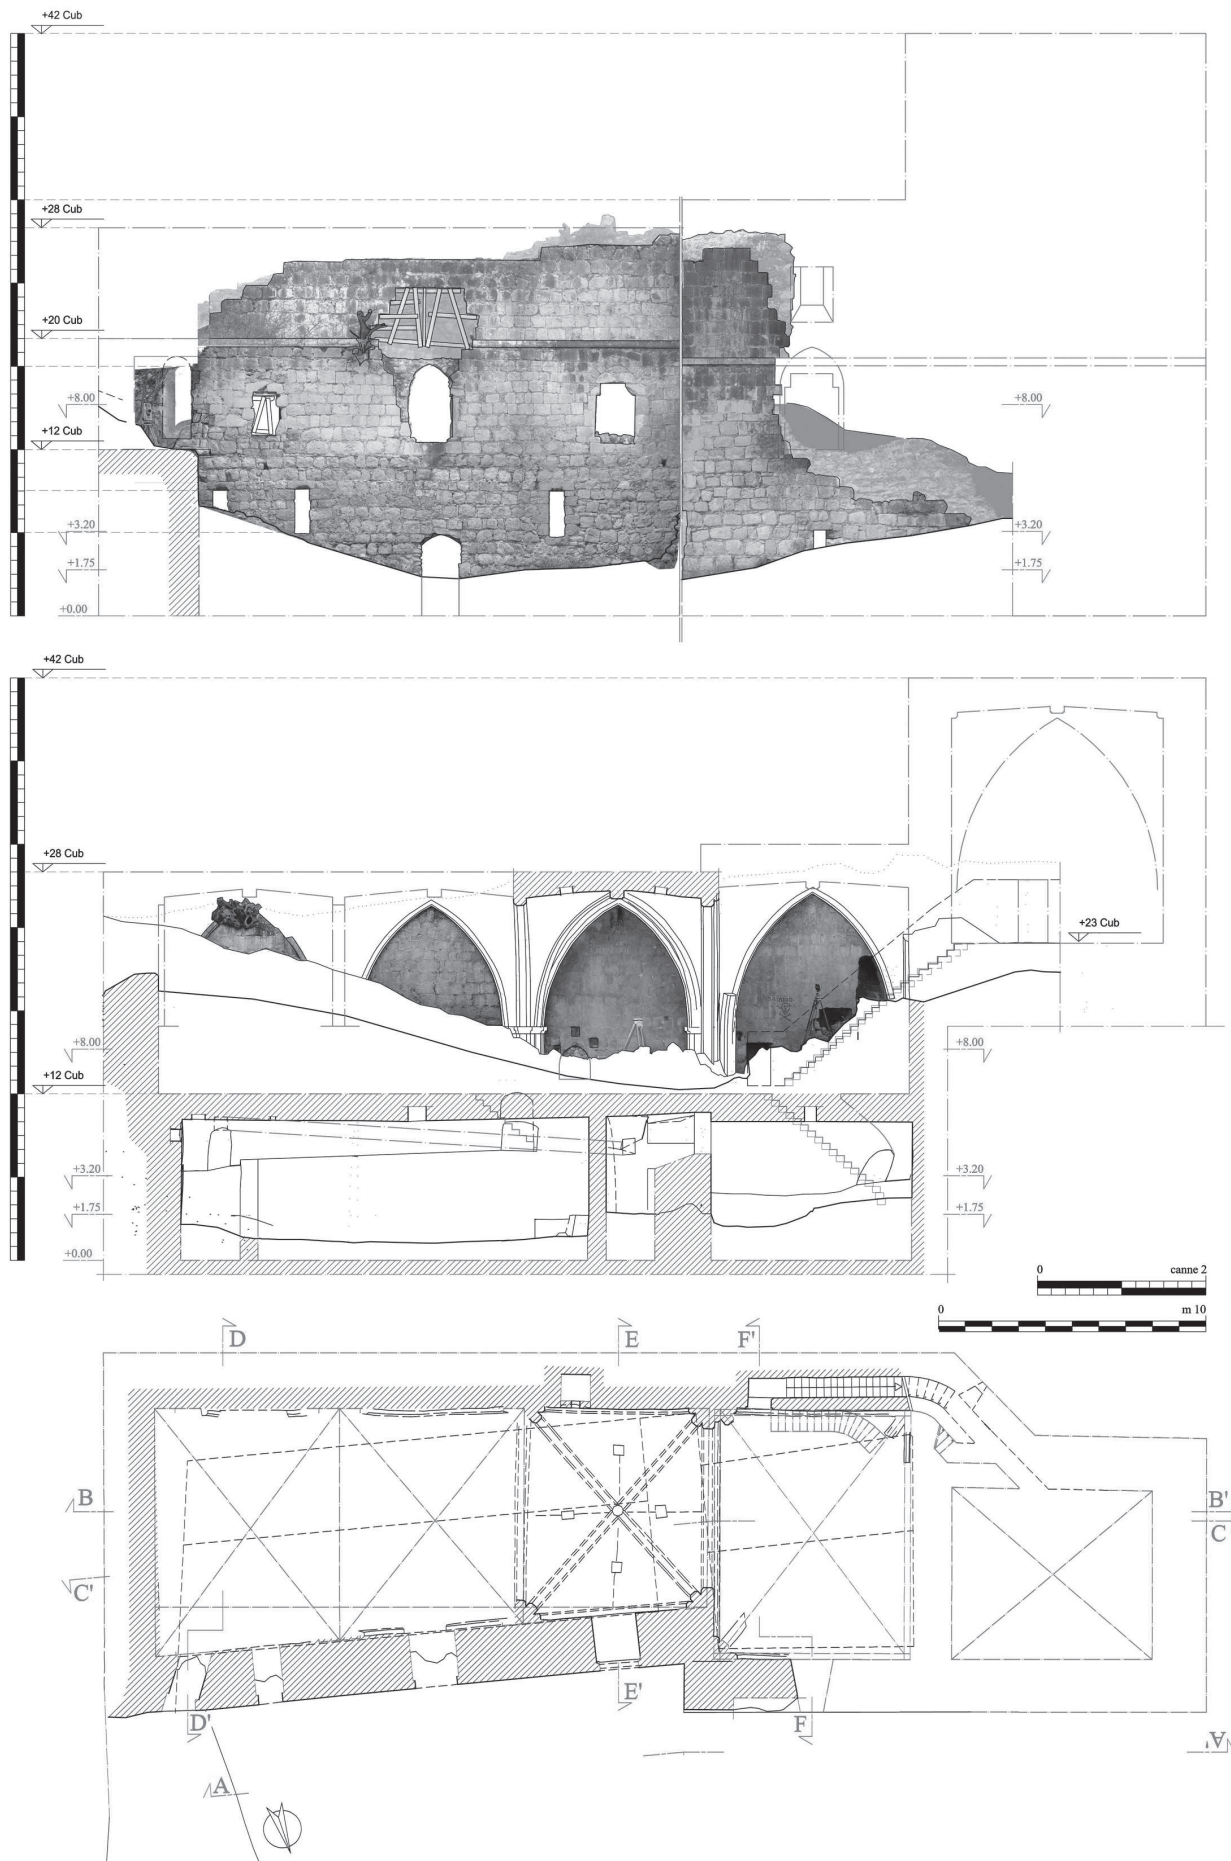 +42 Cub
+28 Cub
+20 Cub
+8.00 +8.00
+12 Cub
+3.20 +3.20
+1.75 +1.75
+0.00
+42 Cub
+28 Cub
+23 Cub
+8.00 +8.00
+12 Cub
+3.20 +3.20
+1.75 +1.75
+0.00
0 canne 2
0 m 10
D E F'
B B'
C
C'
E'
D' F
A'
A